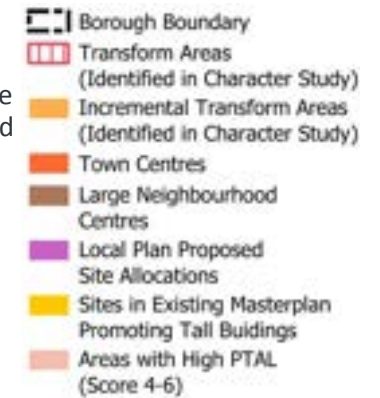 Borough Boundary
Transform Areas
(Identified in Character Study)
e
Incremental Transform Areas
d
(Identified in Character Study)
Town Centres
Large Neighbourhood
Centres
Local Plan Proposed
Site Allocations
Sites in Existing Masterplan
Promoting Tall Buidings
Areas with High PTAL
(Score 4-6)